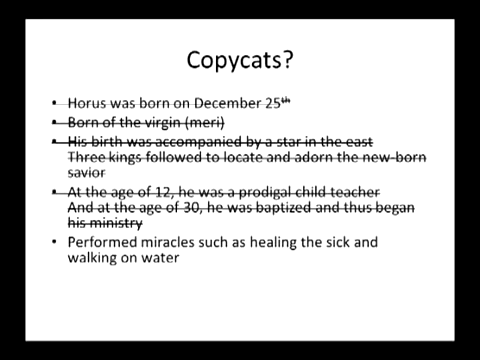 Copycats?
• Horus was born on December 25th
• Born of the virgin (meri)
• His birth was accompanied by a star in the east
Three kings followed to locate and adorn the new-born
savior
• At the age of 12, he was a prodigal child teacher
And at the age of 30, he was baptized and thus began
his ministry
• Performed miracles such as healing the sick and
walking on water